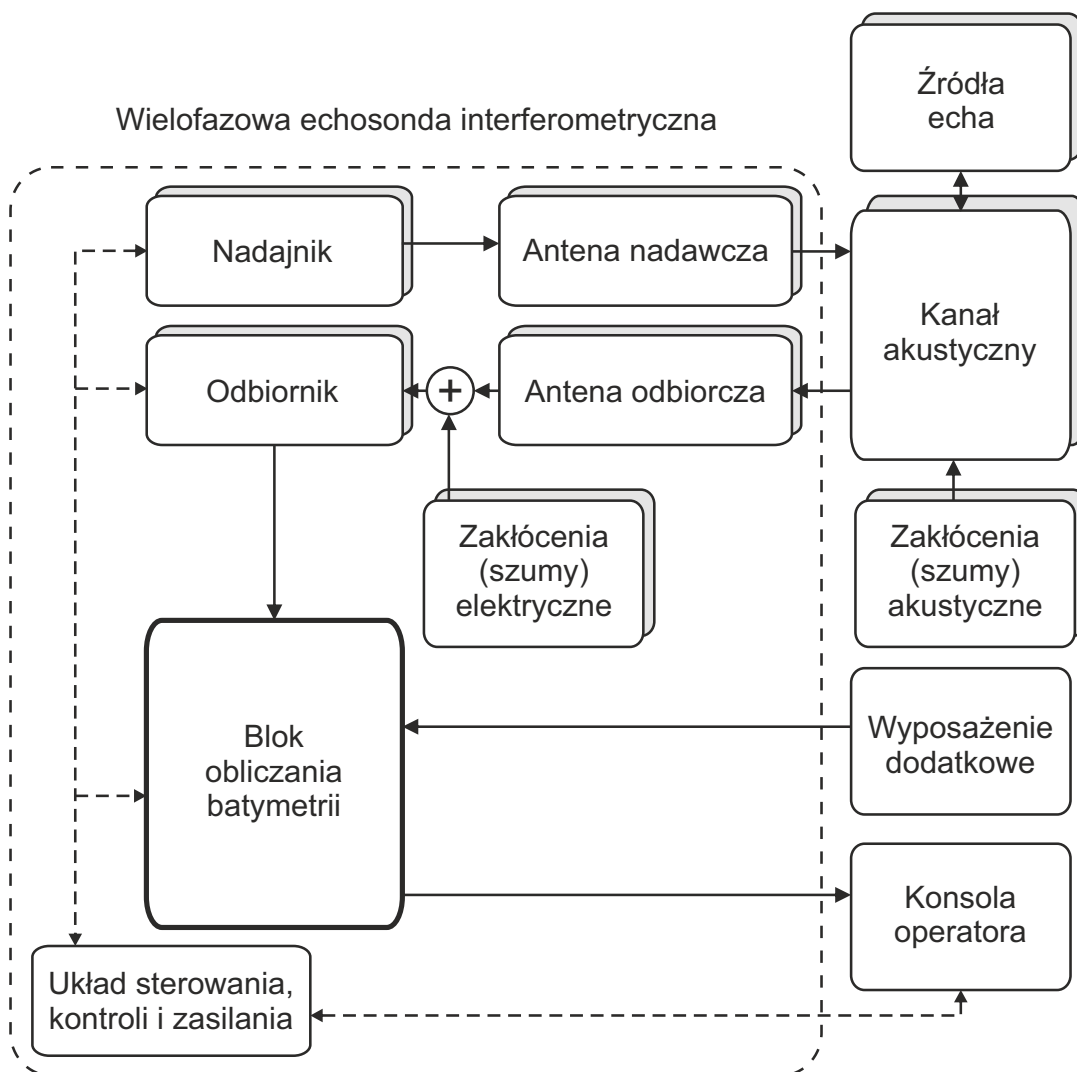 Źródła
echa
Wielofazowa echosonda interferometryczna
Nadajnik
Antena nadawcza
Kanał
akustyczny
Odbiornik
+
Antena odbiorcza
Zakłócenia
(szumy)
elektryczne
Zakłócenia
(szumy)
akustyczne
Blok
obliczania
batymetrii
Wyposażenie
dodatkowe
Konsola
operatora
Układ sterowania,
kontroli i zasilania